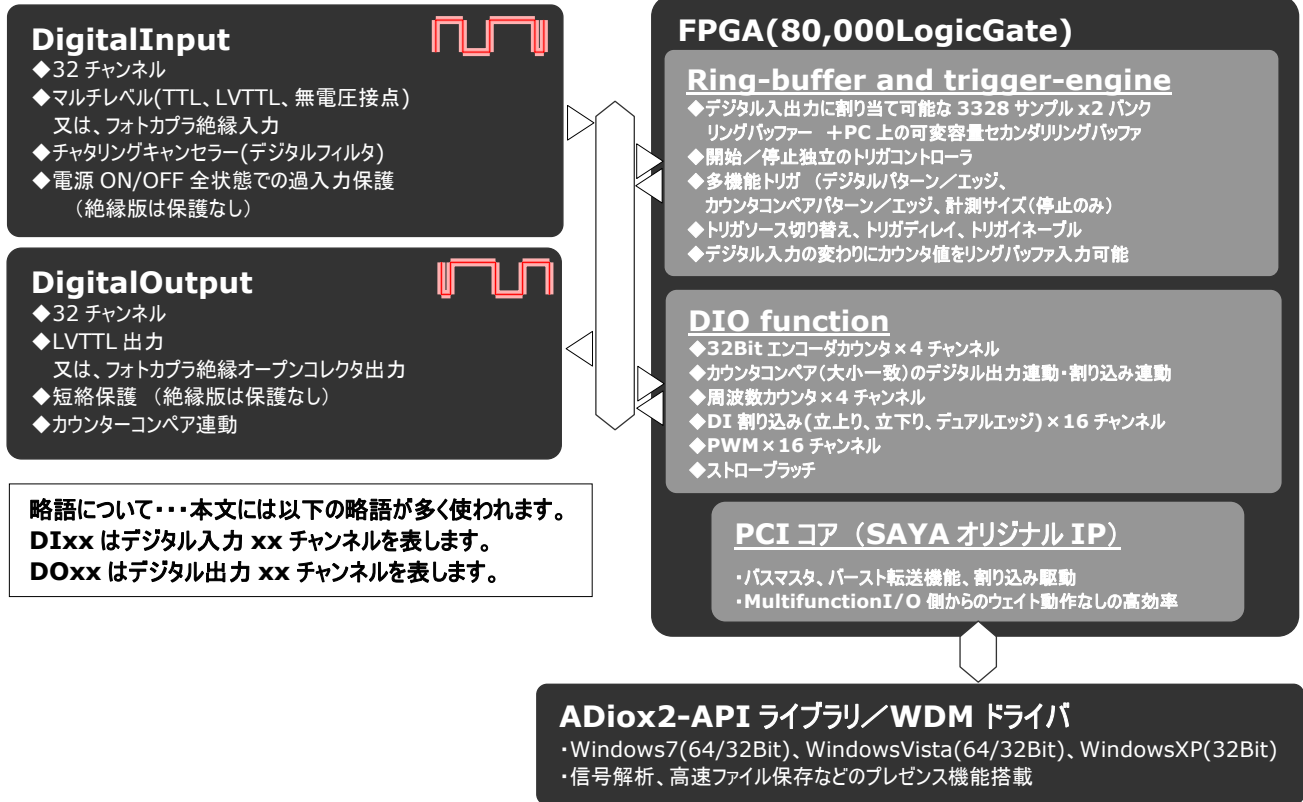 DigitalInput
◆32 チャンネル
◆マルチレベル(TTL、LVTTL、無電圧接点)
又は、フォトカプラ絶縁入力
◆チャタリングキャンセラー(デジタルフィルタ)
◆電源 ON/OFF 全状態での過入力保護
（絶縁版は保護なし）
DigitalOutput
◆32 チャンネル
◆LVTTL 出力
又は、フォトカプラ絶縁オープンコレクタ出力
◆短絡保護 （絶縁版は保護なし）
◆カウンターコンペア連動
略語について･･･本文には以下の略語が多く使われます。
DIxx はデジタル入力 xx チャンネルを表します。
DOxx はデジタル出力 xx チャンネルを表します。
FPGA(80,000LogicGate)
Ring-buffer and trigger-engine
◆デジタル入出力に割り当て可能な 3328 サンプル x2 バンク
リングバッファー ＋PC 上の可変容量セカンダリリングバッファ
◆開始／停止独立のトリガコントローラ
◆多機能トリガ （デジタルパターン／エッジ、
カウンタコンペアパターン／エッジ、計測サイズ（停止のみ）
◆トリガソース切り替え、トリガディレイ、トリガイネーブル
◆デジタル入力の変わりにカウンタ値をリングバッファ入力可能
DIO function
◆32Bit エンコーダカウンタ×4 チャンネル
◆カウンタコンペア（大小一致）のデジタル出力連動・割り込み連動
◆周波数カウンタ×4 チャンネル
◆DI 割り込み(立上り、立下り、デュアルエッジ)×16 チャンネル
◆PWM×16 チャンネル
◆ストローブラッチ
PCI コア （SAYA オリジナル IP）
・バスマスタ、バースト転送機能、割り込み駆動
・MultifunctionI/O 側からのウェイト動作なしの高効率
ADiox2-API ライブラリ／WDM ドライバ
・Windows7(64/32Bit)、WindowsVista(64/32Bit)、WindowsXP(32Bit)
・信号解析、高速ファイル保存などのプレゼンス機能搭載